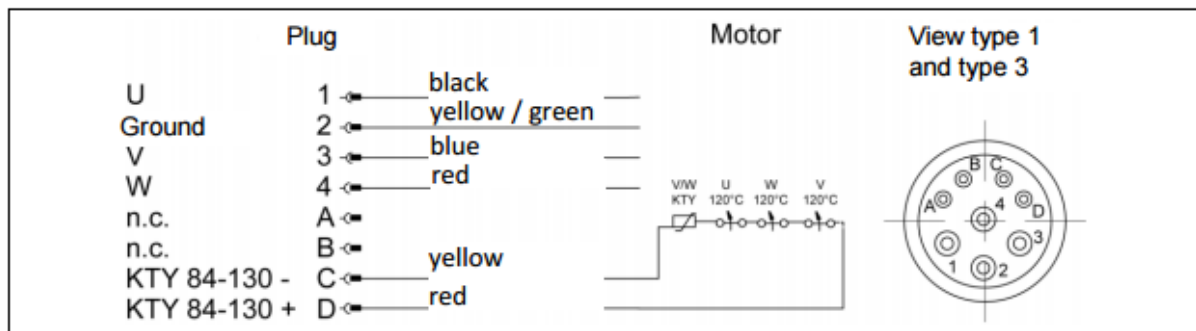 Plug Motor View type 1
and type 3
U 1 black
Ground 2 yellow / green
V 3 blue
W 4 red
n.c. A
n.c. B
KTY 84-130 - C yellow
KTY 84-130 + D red
V/W U W V
KTY 120°C 120°C 120°C
B C
A 4 D
1 2 3